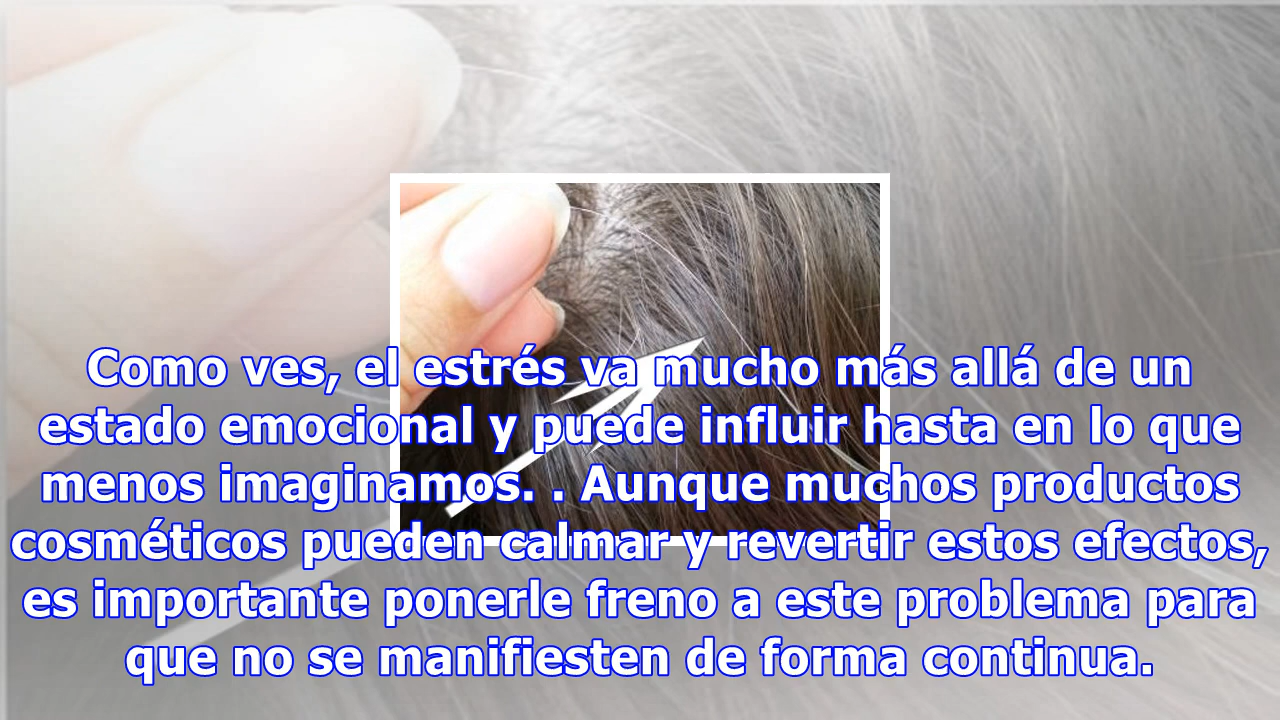 Como ves, el estrés va mucho más allá de un
estado emocional y puede influir hasta en lo que
menos imaginamos. . Aunque muchos productos
cosméticos pueden calmar y revertir estos efectos,
es importante ponerle freno a este problema para
que no se manifiesten de forma continua.